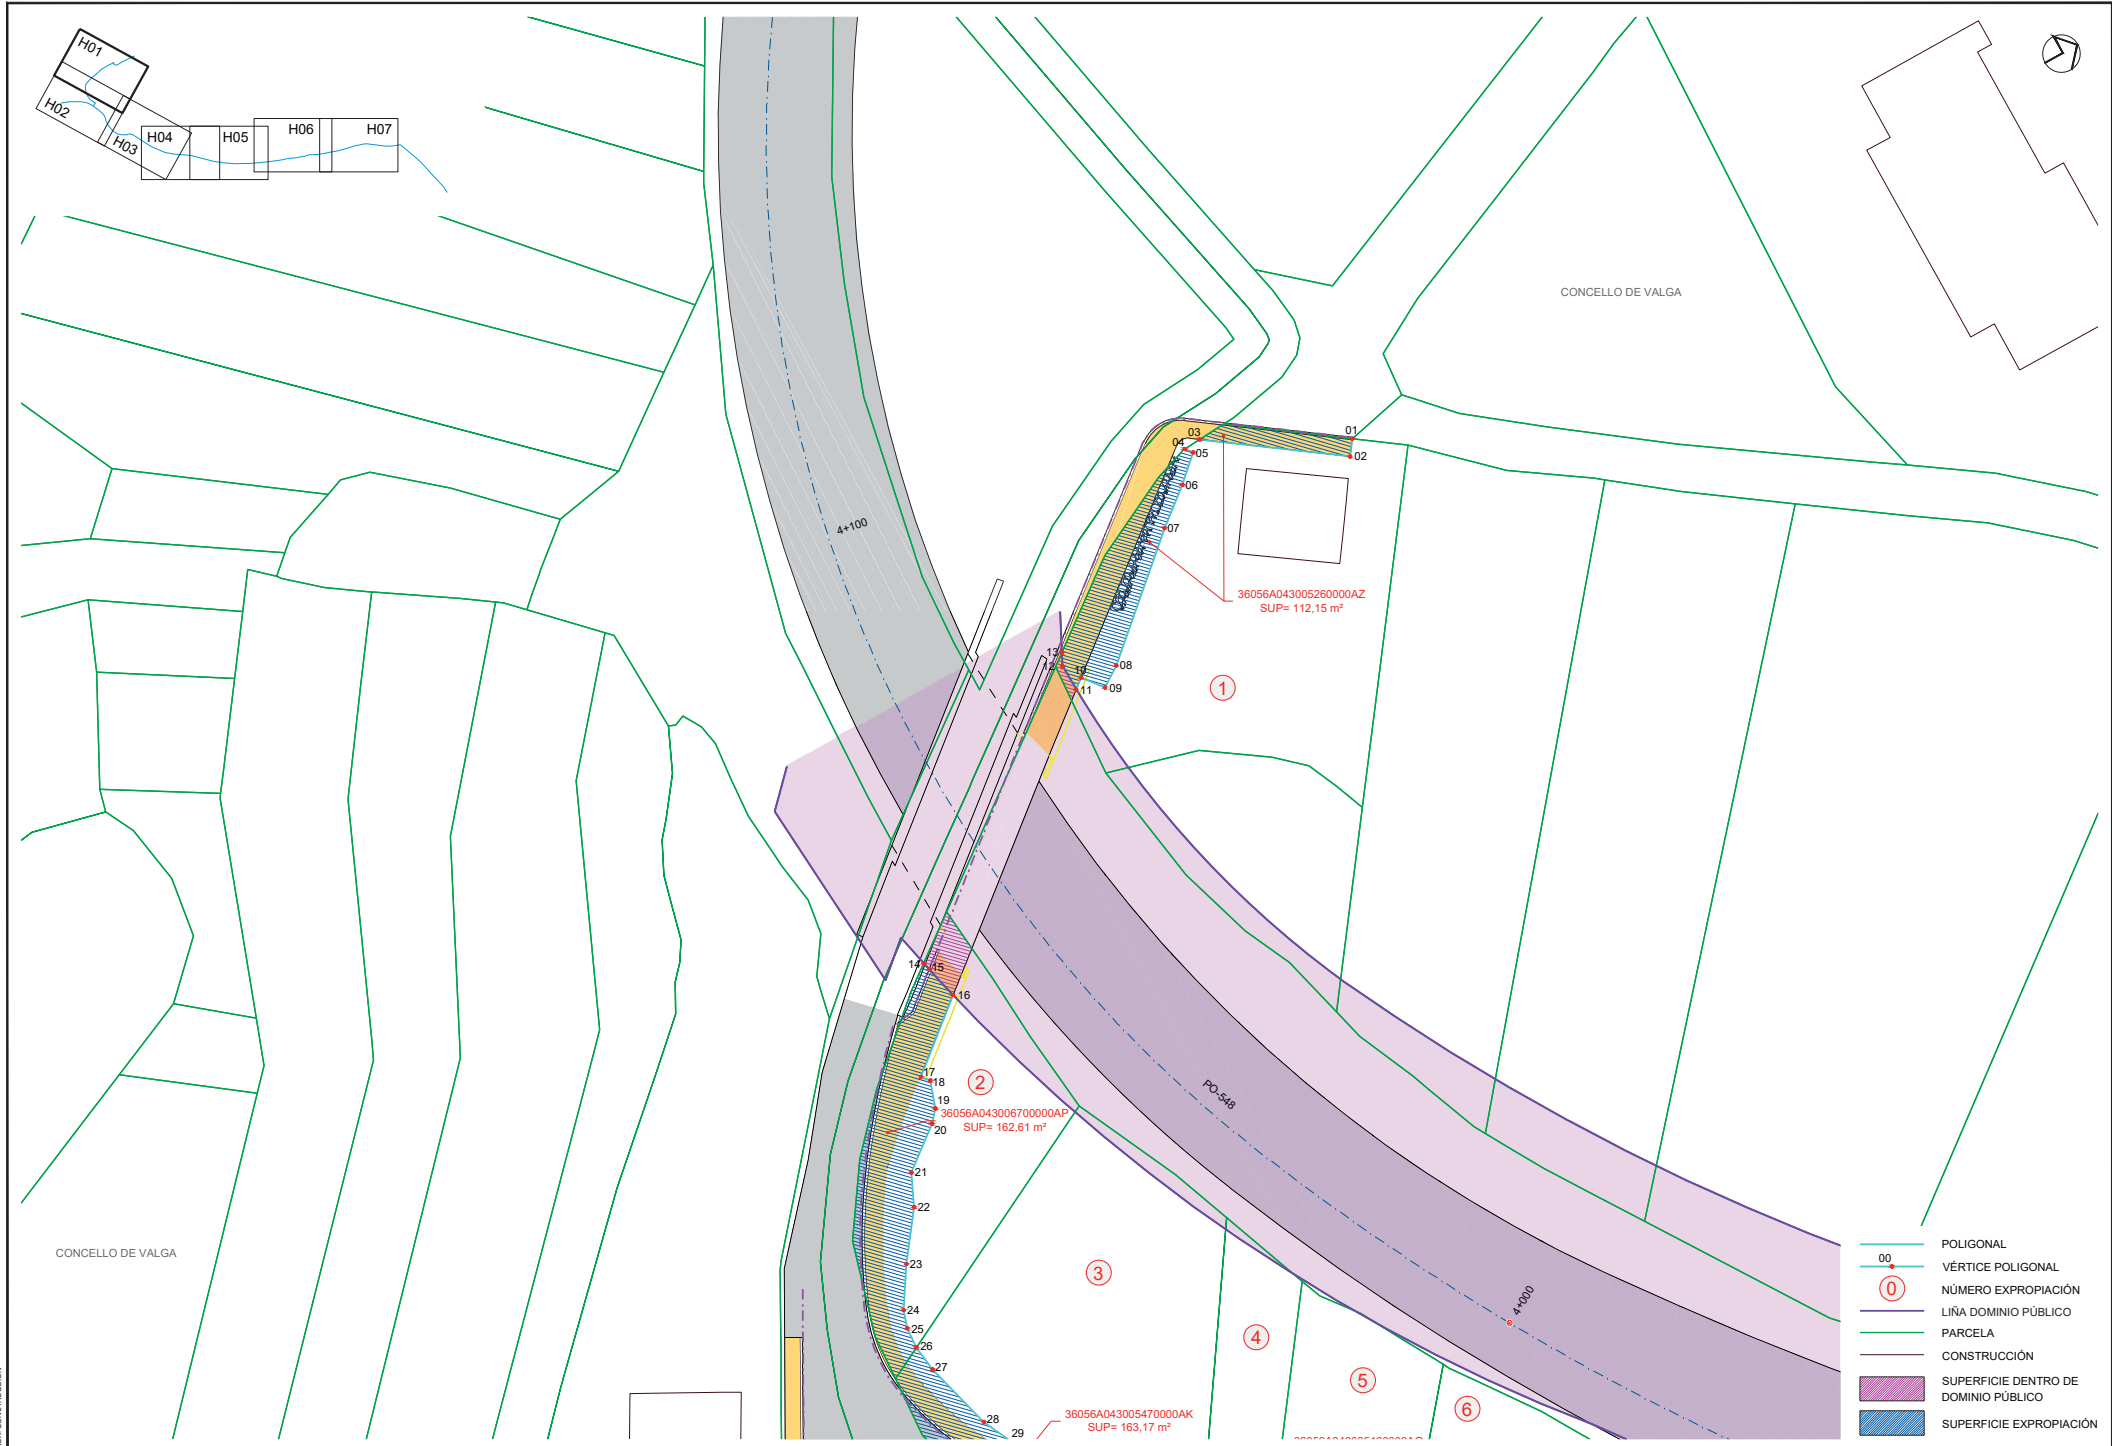 H01
H02
H03
H04
H05
H06
H07
CONCELLO DE VALGA
4+100
01
02
03
04
05
06
07
36056A043005260000AZ
SUP= 112,15 m²
08
09
10
11
12
13
1
14
15
16
17
18
19
20
2
36056A043006700000AP
SUP= 162,61 m²
21
22
23
24
25
26
27
28
29
PO-548
4+000
CONCELLO DE VALGA
3
4
5
6
36056A043005470000AK
SUP= 163,17 m²
POLIGONAL
00
VÉRTICE POLIGONAL
0
NÚMERO EXPROPIACIÓN
LIÑA DOMINIO PÚBLICO
PARCELA
CONSTRUCCIÓN
SUPERFICIE DENTRO DE
DOMINIO PÚBLICO
SUPERFICIE EXPROPIACIÓN